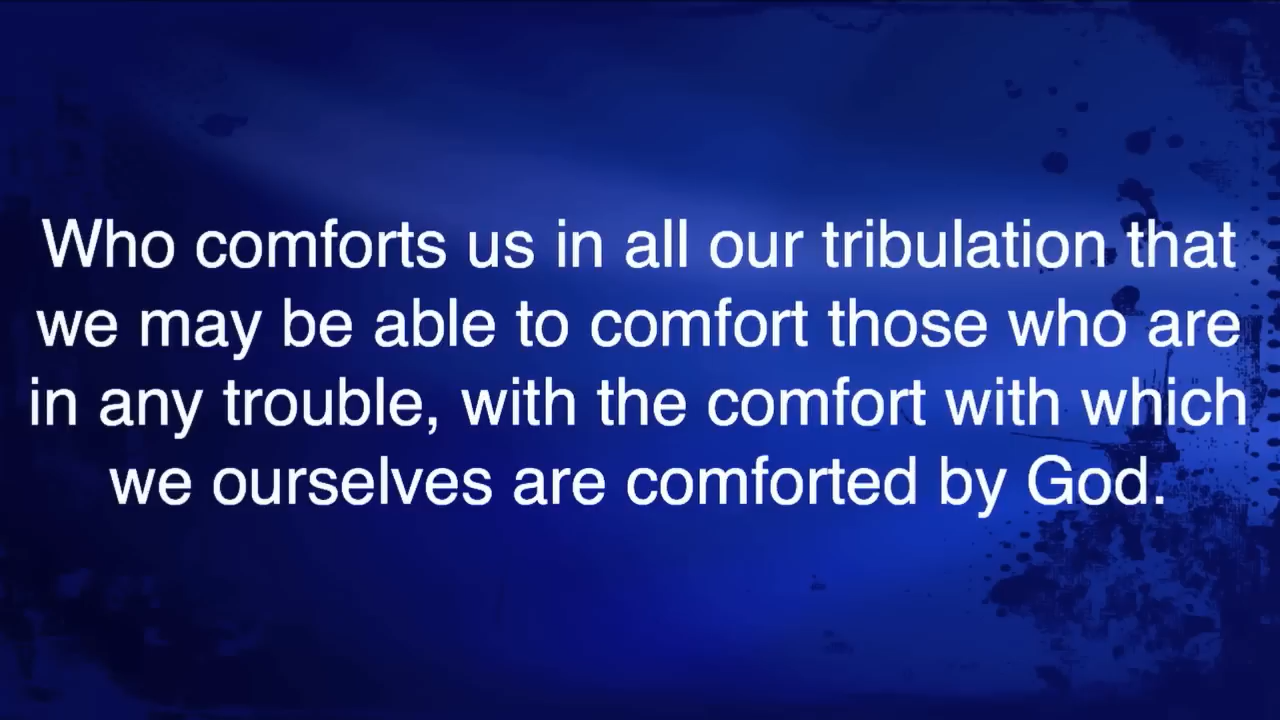 Who comforts us in all our tribulation that
we may be able to comfort those who are
in any trouble, with the comfort with which
we ourselves are comforted by God.